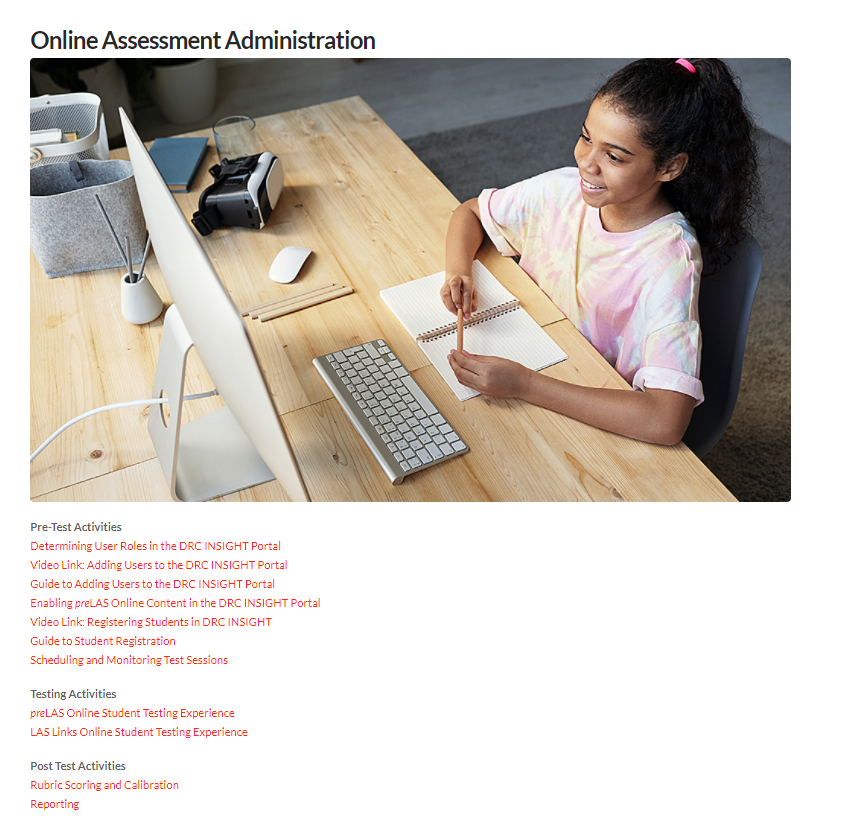 Online Assessment Administration
Pre-Test Activities
Determining User Roles in the DRC INSIGHT Portal
Video Link: Adding Users to the DRC INSIGHT Portal
Guide to Adding Users to the DRC INSIGHT Portal
Enabling preLAS Online Content in the DRC INSIGHT Portal
Video Link: Registering Students in DRC INSIGHT
Guide to Student Registration
Scheduling and Monitoring Test Sessions
Testing Activities
preLAS Online Student Testing Experience
LAS Links Online Student Testing Experience
Post Test Activities
Rubric Scoring and Calibration
Reporting